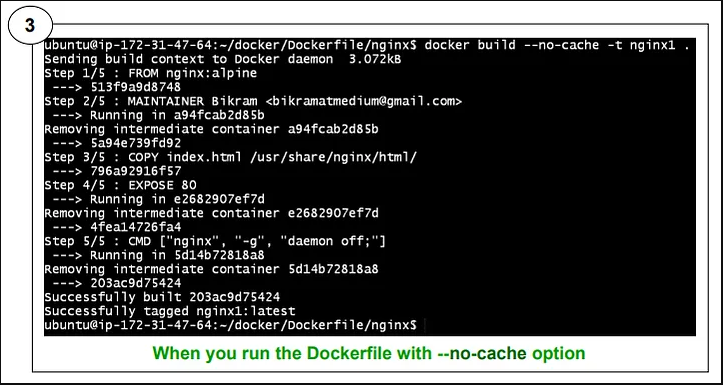 3
ubuntu@ip-172-31-47-64:~/docker/Dockerfile/nginx$ docker build --no-cache -t nginx1 .
Sending build context to Docker daemon  3.072kB
Step 1/5 : FROM nginx:alpine
 ---> 513f9a9d8748
Step 2/5 : MAINTAINER Bikram <bikramatmedium@gmail.com>
 ---> Running in a94fcab2d85b
Removing intermediate container a94fcab2d85b
 ---> 5a94e739fd92
Step 3/5 : COPY index.html /usr/share/nginx/html/
 ---> 796a92916f57
Step 4/5 : EXPOSE 80
 ---> Running in e2682907ef7d
Removing intermediate container e2682907ef7d
 ---> 4fea14726fa4
Step 5/5 : CMD ["nginx", "-g", "daemon off;"]
 ---> Running in 5d14b72818a8
Removing intermediate container 5d14b72818a8
 ---> 203ac9d75424
Successfully built 203ac9d75424
Successfully tagged nginx1:latest
ubuntu@ip-172-31-47-64:~/docker/Dockerfile/nginx$
When you run the Dockerfile with --no-cache option